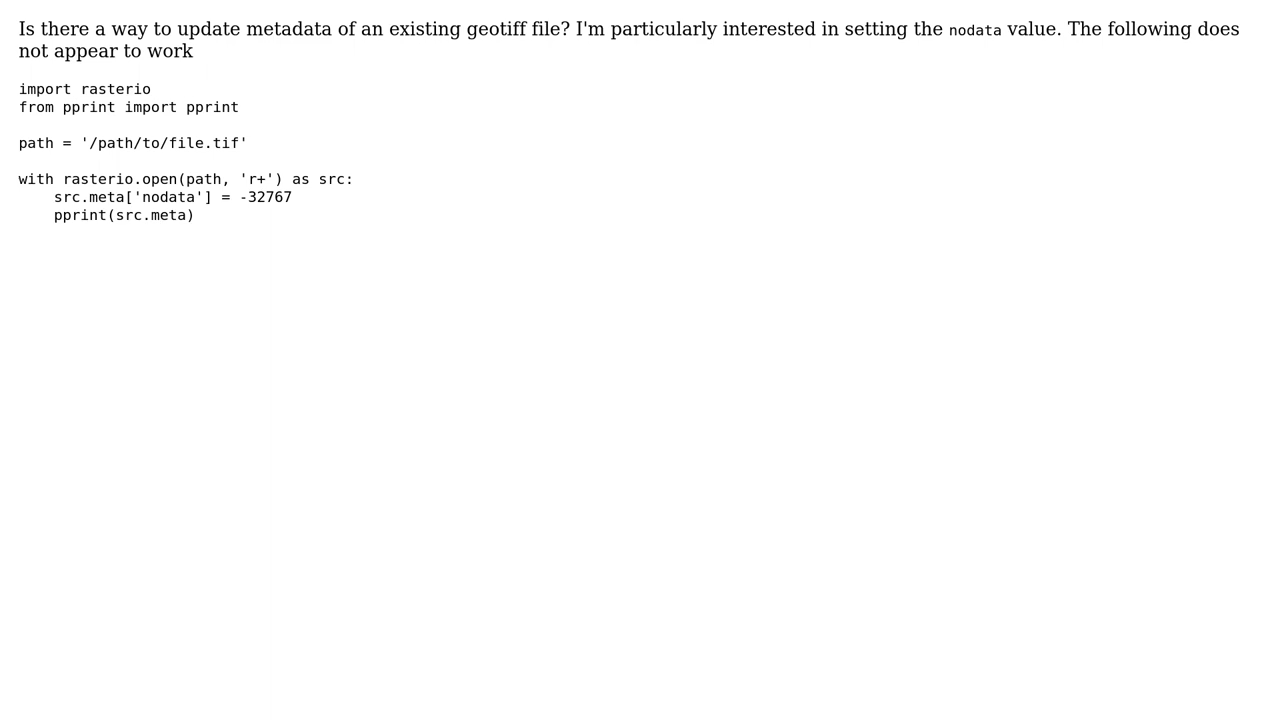 Is there a way to update metadata of an existing geotiff file? I'm particularly interested in setting the nodata value. The following does
not appear to work
import rasterio
from pprint import pprint
path = '/path/to/file.tif'
with rasterio.open(path, 'r+') as src:
    src.meta['nodata'] = -32767
    pprint(src.meta)